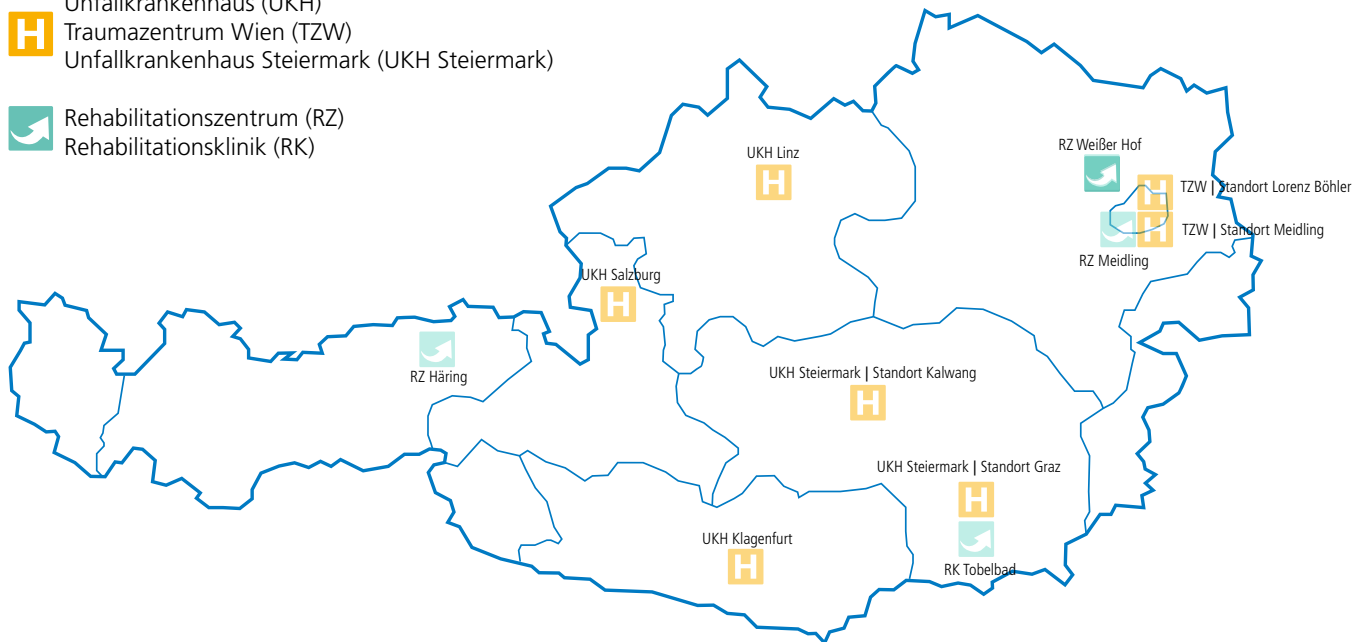 Unfallkrankenhaus (UKH)
H
Traumazentrum Wien (TZW)
Unfallkrankenhaus Steiermark (UKH Steiermark)
Rehabilitationszentrum (RZ)
Rehabilitationsklinik (RK)
UKH Linz
H
RZ Weißer Hof
H
TZW | Standort Lorenz Böhler
H
TZW | Standort Meidling
RZ Meidling
UKH Salzburg
H
RZ Häring
UKH Steiermark | Standort Kalwang
H
UKH Steiermark | Standort Graz
H
RK Tobelbad
UKH Klagenfurt
H